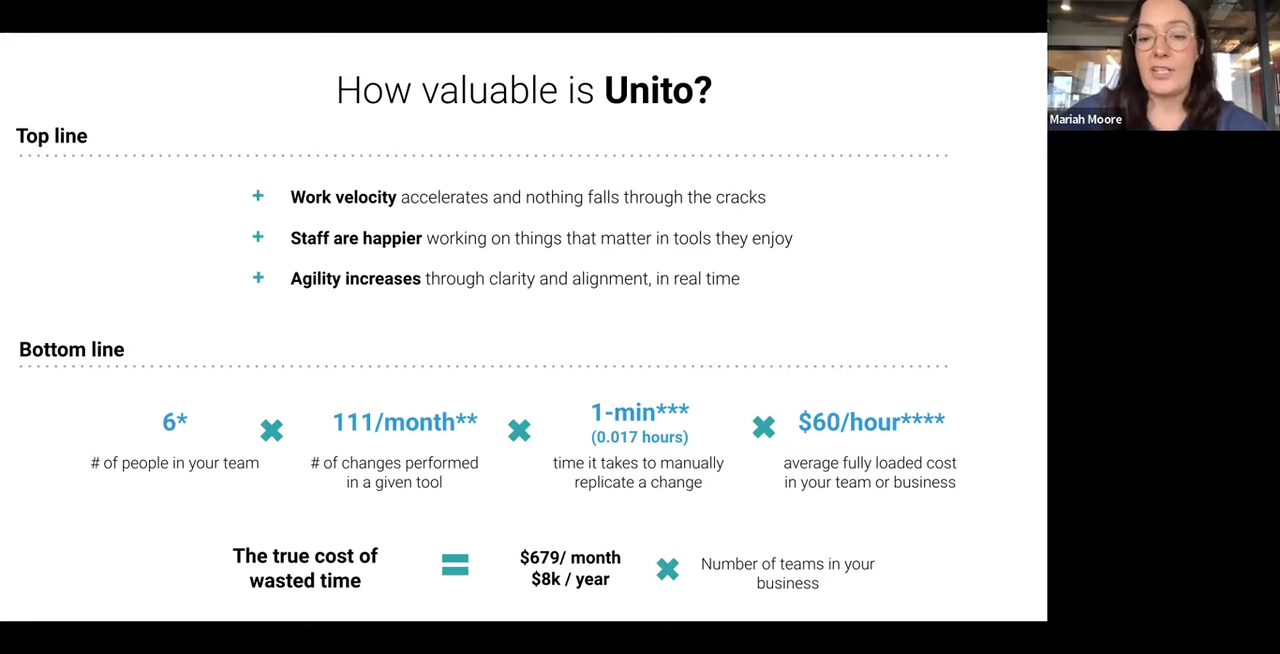 How valuable is Unito?
Mariah Moore
Top line
+ Work velocity accelerates and nothing falls through the cracks
+ Staff are happier working on things that matter in tools they enjoy
+ Agility increases through clarity and alignment, in real time
Bottom line
6*
# of people in your team
✖
111/month**
# of changes performed
in a given tool
✖
1-min***
(0.017 hours)
time it takes to manually
replicate a change
✖
$60/hour****
average fully loaded cost
in your team or business
The true cost of
wasted time
=
$679/ month
$8k / year
✖
Number of teams in your
business